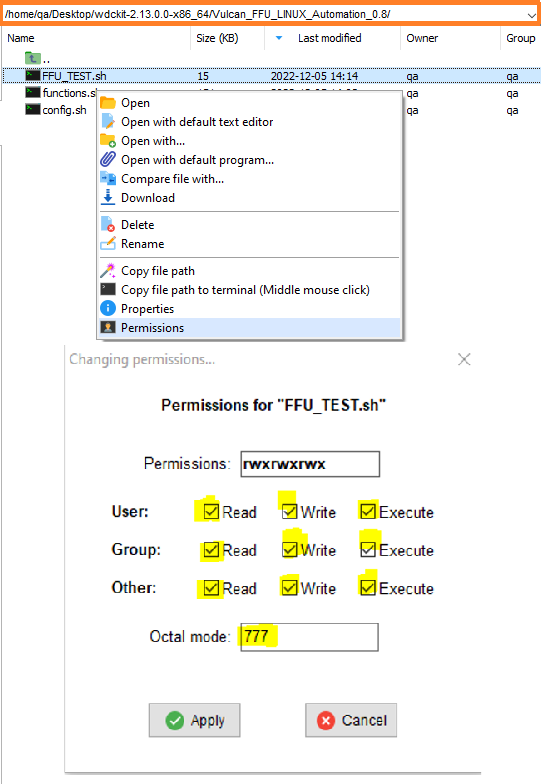 /home/qa/Desktop/wdckit-2.13.0.0-x86_64/Vulcan_FFU_LINUX_Automation_0.8/
Name Size (KB) Last modified Owner Group
..
FFU_TEST.sh 15 2022-12-05 14:14 qa qa
functions.s qa qa
config.sh qa qa
Open
Open with default text editor
Open with...
Open with default program...
Compare file with...
Download
Delete
Rename
Copy file path
Copy file path to terminal (Middle mouse click)
Properties
Permissions
Changing permissions...
Permissions for "FFU_TEST.sh"
Permissions: rwxrwxrwx
User: Read Write Execute
Group: Read Write Execute
Other: Read Write Execute
Octal mode: 777
Apply Cancel